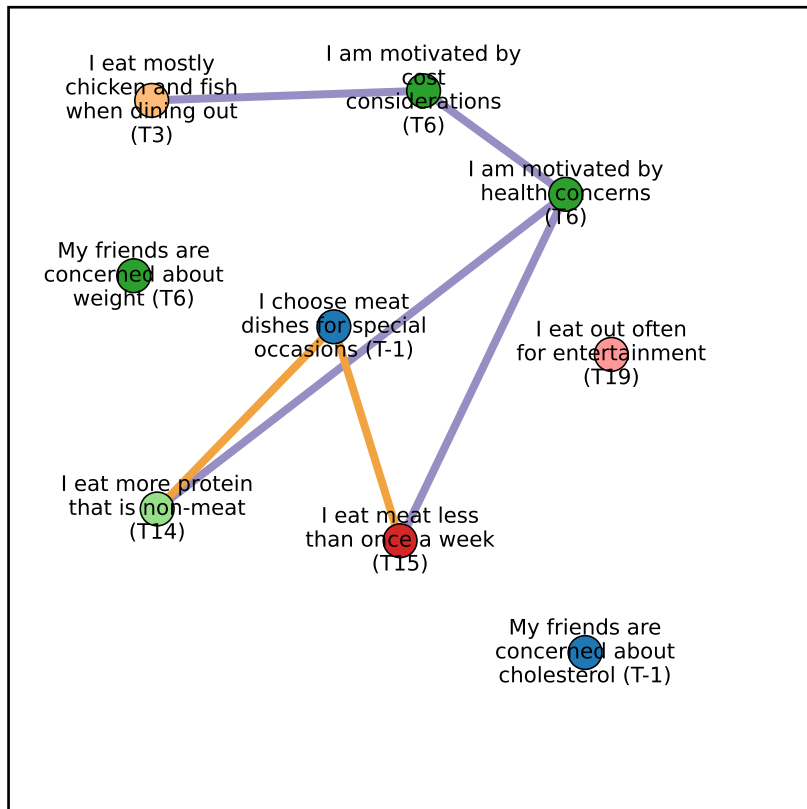 I eat mostly
chicken and fish
when dining out
(T3)
I am motivated by
cost
considerations
(T6)
I am motivated by
health concerns
(T6)
My friends are
concerned about
weight (T6)
I choose meat
dishes for special
occasions (T-1)
I eat out often
for entertainment
(T19)
I eat more protein
that is non-meat
(T14)
I eat meat less
than once a week
(T15)
My friends are
concerned about
cholesterol (T-1)